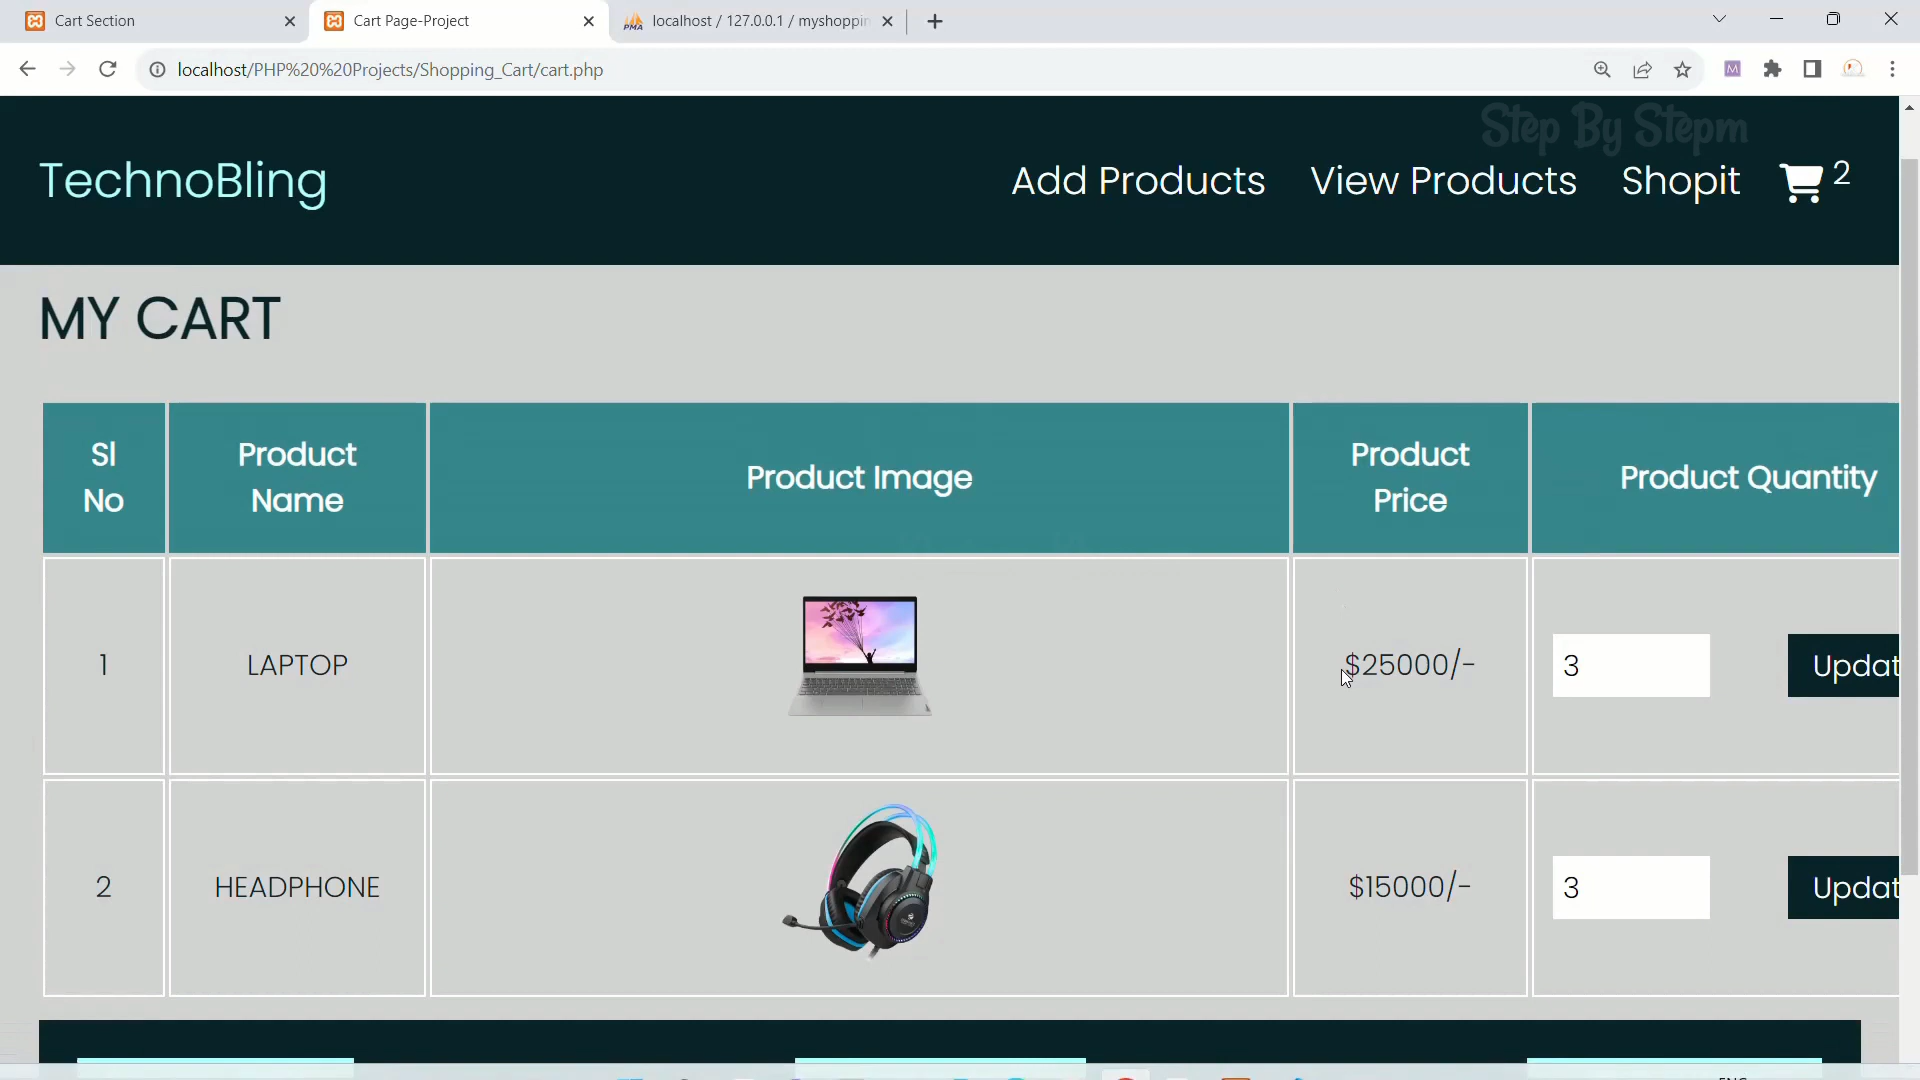 Cart Section
Cart Page-Project
PMA localhost / 127.0.0.1 / myshoppin
localhost/PHP%20%20Projects/Shopping_Cart/cart.php
M
Step By Stepm
TechnoBling
Add Products
View Products
Shopit
2
MY CART
Sl
No
Product
Name
Product Image
Product
Price
Product Quantity
1
LAPTOP
$25000/-
3
Updat
2
HEADPHONE
$15000/-
3
Updat